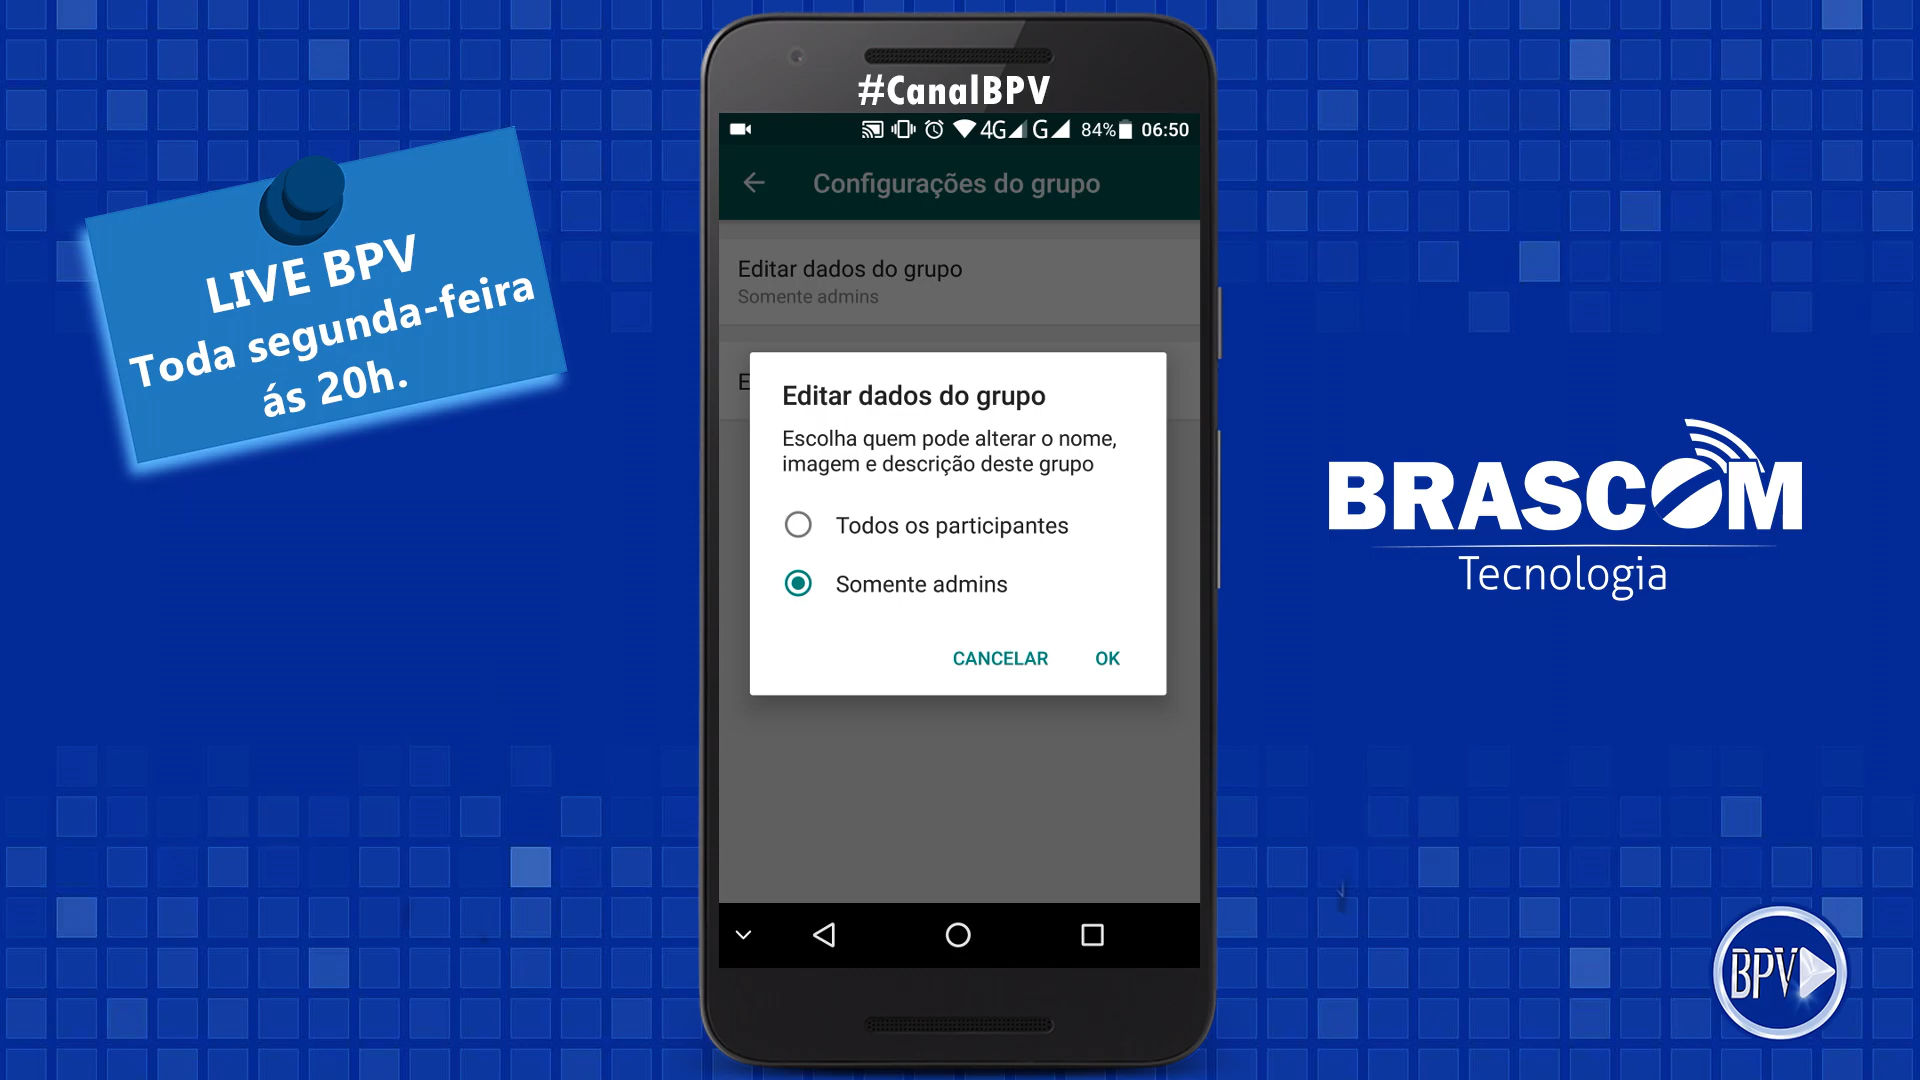 #CanalBPV
4G G 84% 06:50
Configurações do grupo
Editar dados do grupo
Somente admins
E
Editar dados do grupo
Escolha quem pode alterar o nome,
imagem e descrição deste grupo
Todos os participantes
Somente admins
CANCELAR OK
LIVE BPV
Toda segunda-feira
ás 20h.
BRASCOM
Tecnologia
BPV